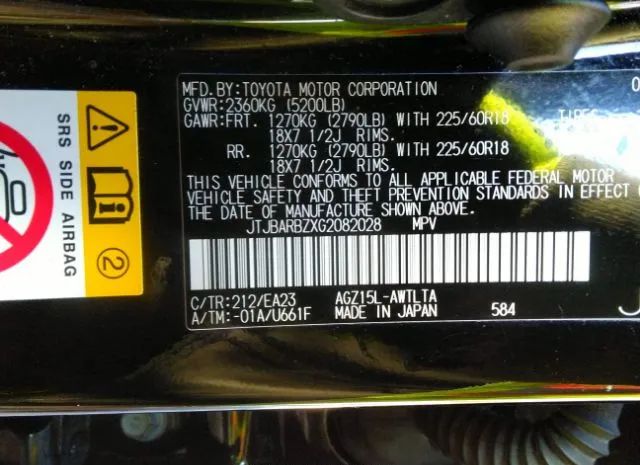 MFD.BY:TOYOTA MOTOR CORPORATION 0
GVWR:2360KG (5200LB)
GAWR:FRT. 1270KG (2790LB) WITH 225/60R18 TIRES
18X7 1/2J RIMS.
RR. 1270KG (2790LB) WITH 225/60R18
18X7 1/2J RIMS.
THIS VEHICLE CONFORMS TO ALL APPLICABLE FEDERAL MOTOR
VEHICLE SAFETY AND THEFT PREVENTION STANDARDS IN EFFECT
THE DATE OF MANUFACTURE SHOWN ABOVE.
JTJBARBZXG2082028 MPV
C/TR:212/EA23 AGZ15L-AWTLTA
A/TM:-01A/U661F MADE IN JAPAN 584
SRS SIDE AIRBAG
2